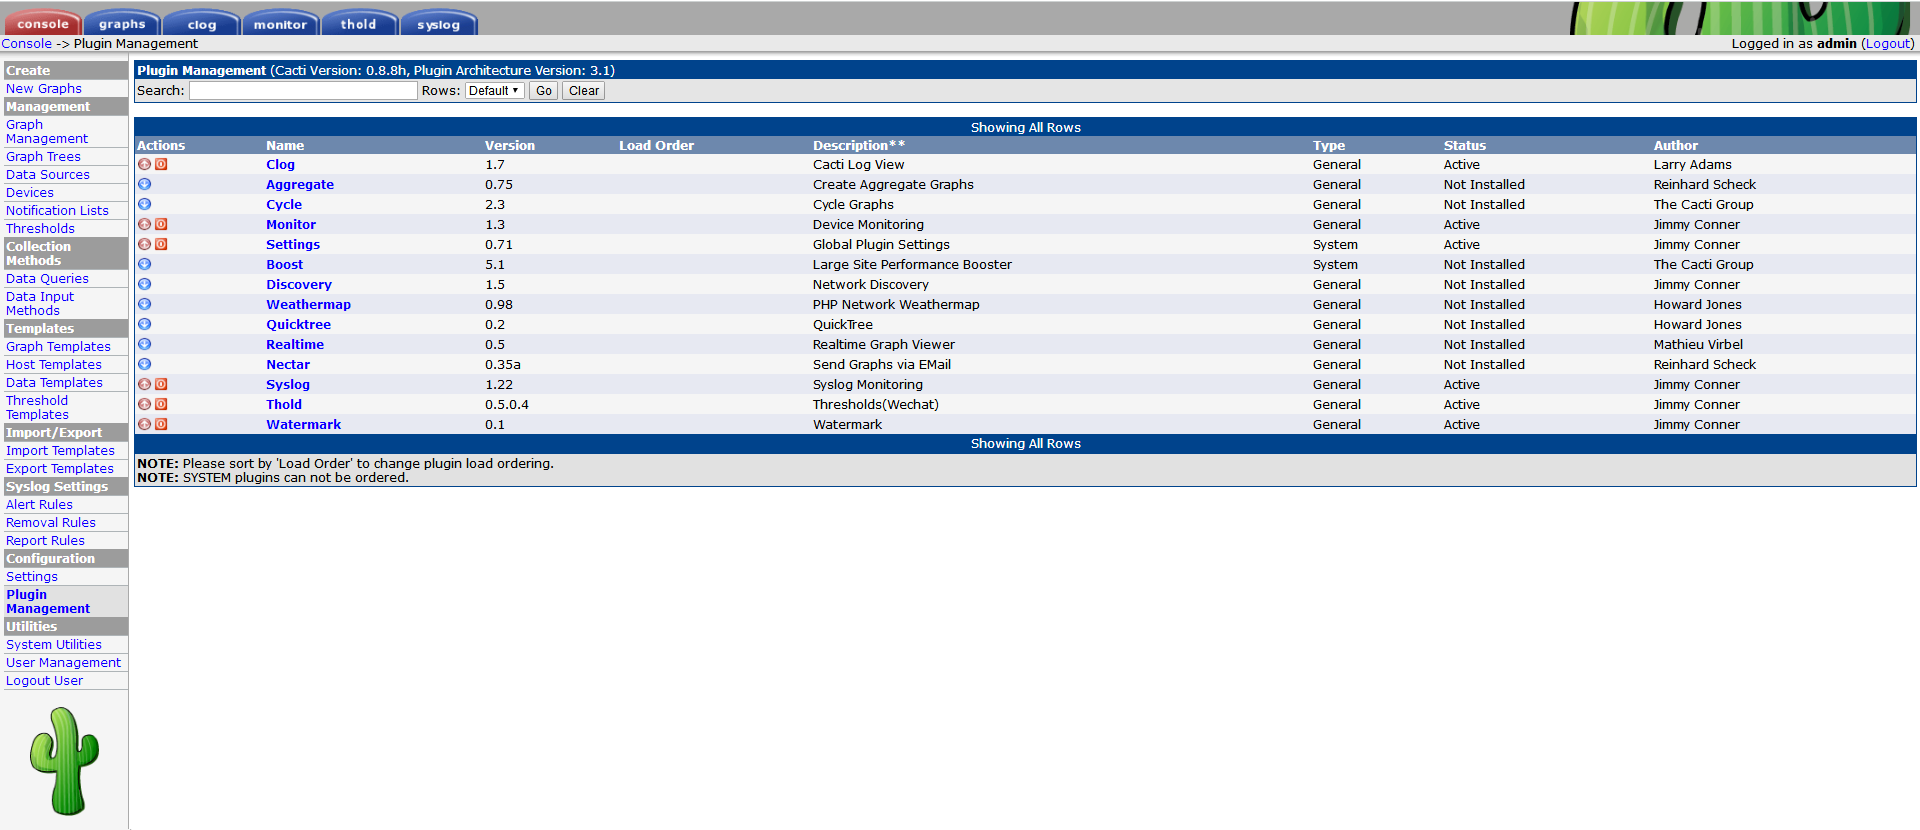 console graphs clog monitor thold syslog
Console -> Plugin Management Logged in as admin (Logout)
Create
New Graphs
Management
Graph
Management
Graph Trees
Data Sources
Devices
Notification Lists
Thresholds
Collection
Methods
Data Queries
Data Input
Methods
Templates
Graph Templates
Host Templates
Data Templates
Threshold
Templates
Import/Export
Import Templates
Export Templates
Syslog Settings
Alert Rules
Removal Rules
Report Rules
Configuration
Settings
Plugin
Management
Utilities
System Utilities
User Management
Logout User
Plugin Management (Cacti Version: 0.8.8h, Plugin Architecture Version: 3.1)
Search: Rows: Default Go Clear
Showing All Rows
Actions Name Version Load Order Description** Type Status Author
Clog 1.7 Cacti Log View General Active Larry Adams
Aggregate 0.75 Create Aggregate Graphs General Not Installed Reinhard Scheck
Cycle 2.3 Cycle Graphs General Not Installed The Cacti Group
Monitor 1.3 Device Monitoring General Active Jimmy Conner
Settings 0.71 Global Plugin Settings System Active Jimmy Conner
Boost 5.1 Large Site Performance Booster System Not Installed The Cacti Group
Discovery 1.5 Network Discovery General Not Installed Jimmy Conner
Weathermap 0.98 PHP Network Weathermap General Not Installed Howard Jones
Quicktree 0.2 QuickTree General Not Installed Howard Jones
Realtime 0.5 Realtime Graph Viewer General Not Installed Mathieu Virbel
Nectar 0.35a Send Graphs via EMail General Not Installed Reinhard Scheck
Syslog 1.22 Syslog Monitoring General Active Jimmy Conner
Thold 0.5.0.4 Thresholds(Wechat) General Active Jimmy Conner
Watermark 0.1 Watermark General Active Jimmy Conner
Showing All Rows
NOTE: Please sort by 'Load Order' to change plugin load ordering.
NOTE: SYSTEM plugins can not be ordered.